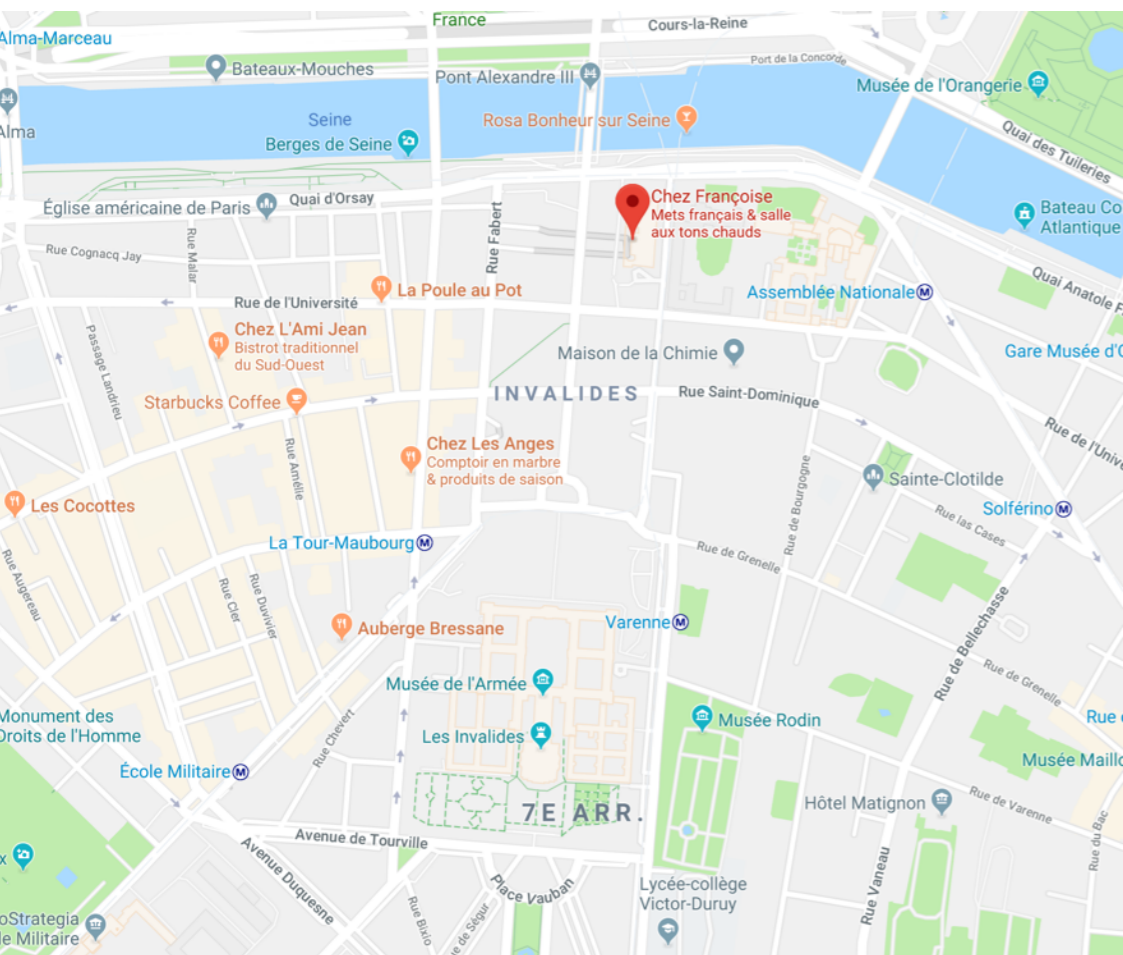 France
Cours-la-Reine
Alma-Marceau
Bateaux-Mouches
Pont Alexandre III
Port de la Concorde
Musée de l'Orangerie
Alma
Seine
Rosa Bonheur sur Seine
Berges de Seine
Quai des Tuileries
Église américaine de Paris
Quai d'Orsay
Chez Françoise
Mets français & salle
aux tons chauds
Bateau Co
Atlantique
Rue Cognacq Jay
Rue Malar
Rue Fabert
Quai Anatole F
La Poule au Pot
Assemblée Nationale
Rue de l'Université
Passage Landrieu
Chez L'Ami Jean
Bistrot traditionnel
du Sud-Ouest
Maison de la Chimie
Gare Musée d'O
INVALIDES
Rue Saint-Dominique
Starbucks Coffee
Rue de l'Unive
Rue Amélie
Chez Les Anges
Comptoir en marbre
& produits de saison
Rue de Bourgogne
Sainte-Clotilde
Les Cocottes
Solférino
Rue las Cases
La Tour-Maubourg
Rue de Grenelle
Rue Augereau
Rue Cler
Rue Duvivier
Auberge Bressane
Varenne
Rue de Bellechasse
Rue de Grenelle
Musée de l'Armée
Monument des
Droits de l'Homme
Les Invalides
Musée Rodin
Rue
Rue Chevert
École Militaire
Musée Maillo
7E ARR.
Hôtel Matignon
Rue de Varenne
Avenue de Tourville
Rue du Bac
x
Avenue Duquesne
Place Vauban
Lycée-collège
Victor-Duruy
Rue Vaneau
Rue Bixio
e de Ségur
oStrategia
le Militaire